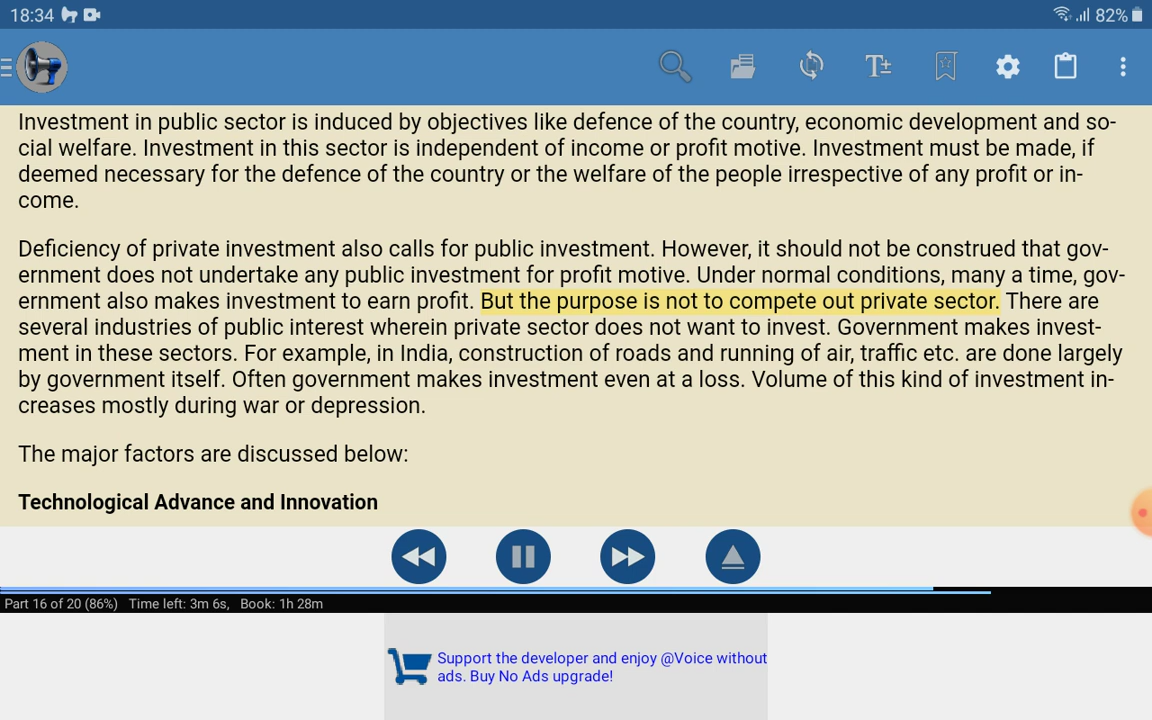 18:34
82%
T±
Investment in public sector is induced by objectives like defence of the country, economic development and so-
cial welfare. Investment in this sector is independent of income or profit motive. Investment must be made, if
deemed necessary for the defence of the country or the welfare of the people irrespective of any profit or in-
come.
Deficiency of private investment also calls for public investment. However, it should not be construed that gov-
ernment does not undertake any public investment for profit motive. Under normal conditions, many a time, gov-
ernment also makes investment to earn profit. But the purpose is not to compete out private sector. There are
several industries of public interest wherein private sector does not want to invest. Government makes invest-
ment in these sectors. For example, in India, construction of roads and running of air, traffic etc. are done largely
by government itself. Often government makes investment even at a loss. Volume of this kind of investment in-
creases mostly during war or depression.
The major factors are discussed below:
Technological Advance and Innovation
Part 16 of 20 (86%) Time left: 3m 6s, Book: 1h 28m
Support the developer and enjoy @Voice without
ads. Buy No Ads upgrade!